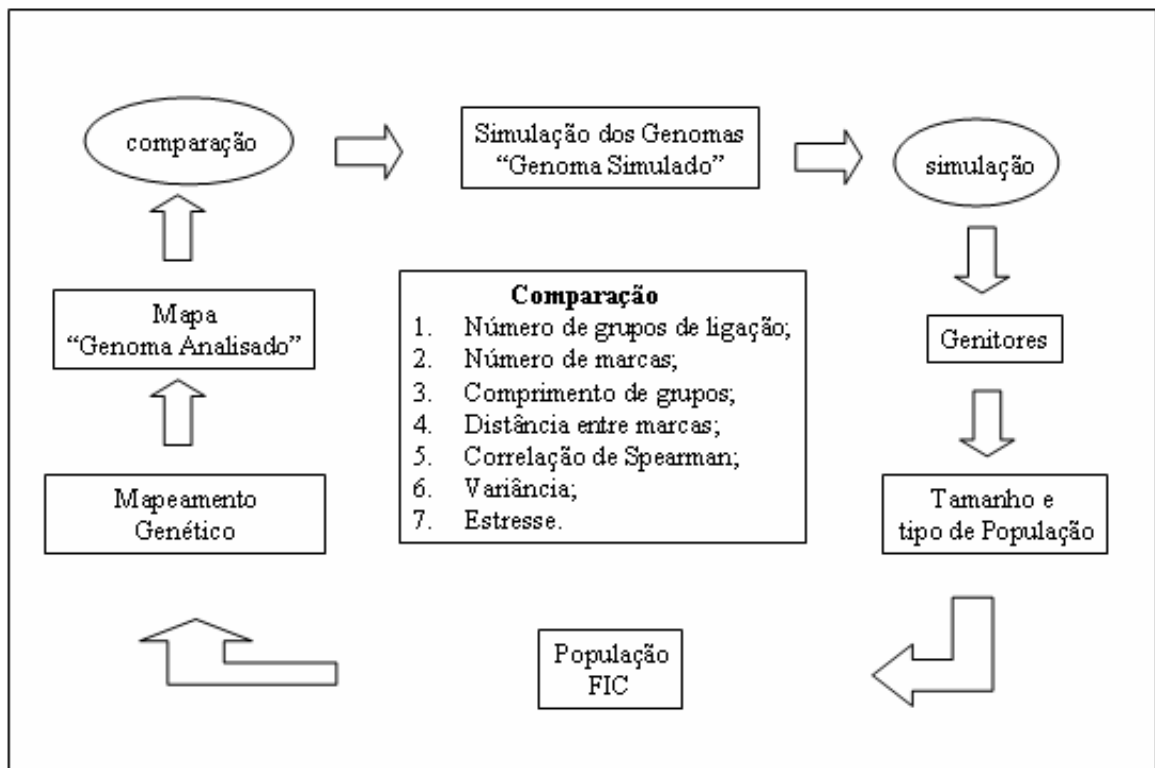 comparação
Simulação dos Genomas
“Genoma Simulado”
simulação
Mapa
“Genoma Analisado”
Comparação
1. Número de grupos de ligação;
2. Número de marcas;
3. Comprimento de grupos;
4. Distância entre marcas;
5. Correlação de Spearman;
6. Variância;
7. Estresse.
Genitores
Mapeamento
Genético
Tamanho e
tipo de População
População
FIC